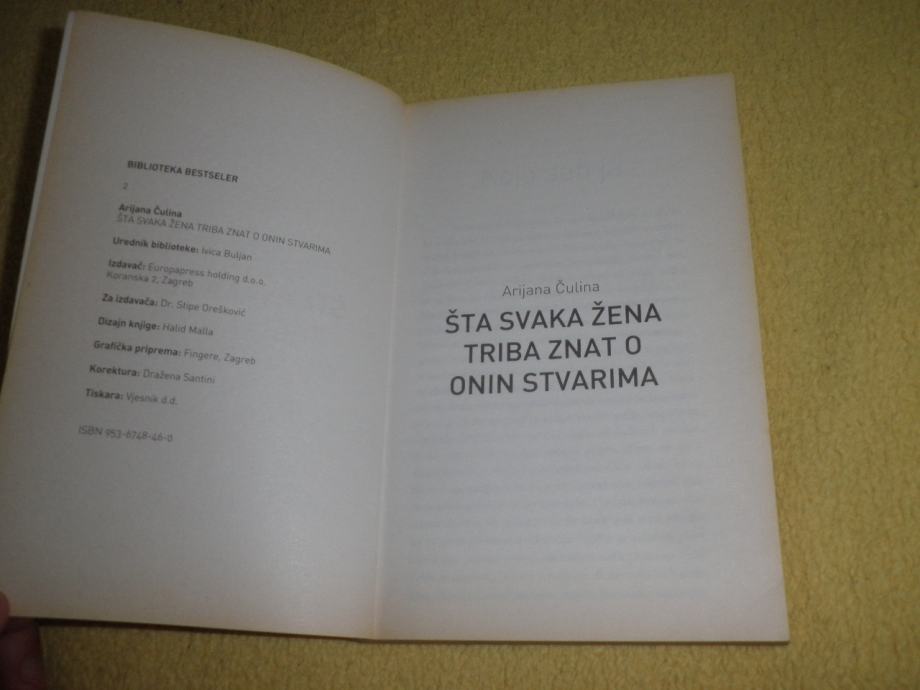 BIBLIOTEKA BESTSELER
2
Arijana Čulina
ŠTA SVAKA ŽENA TRIBA ZNAT O ONIN STVARIMA
Urednik biblioteke: Ivica Buljan
Izdavač: Europapress holding d.o.o.
Koranska 2, Zagreb
Za izdavača: Dr. Stipe Orešković
Dizajn knjige: Halid Malla
Grafička priprema: Fingere, Zagreb
Korektura: Dražena Santini
Tiskara: Vjesnik d.d.
ISBN 953-6748-46-0
Arijana Čulina
ŠTA SVAKA ŽENA
TRIBA ZNAT O
ONIN STVARIMA